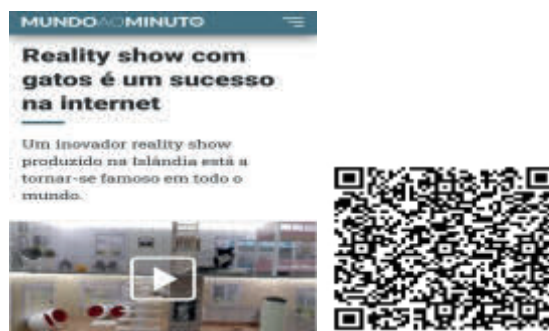 MUNDOAOMINUTO
Reality show com
gatos é um sucesso
na internet
Um inovador reality show
produzido na Islândia está a
tornar-se famoso em todo o
mundo.